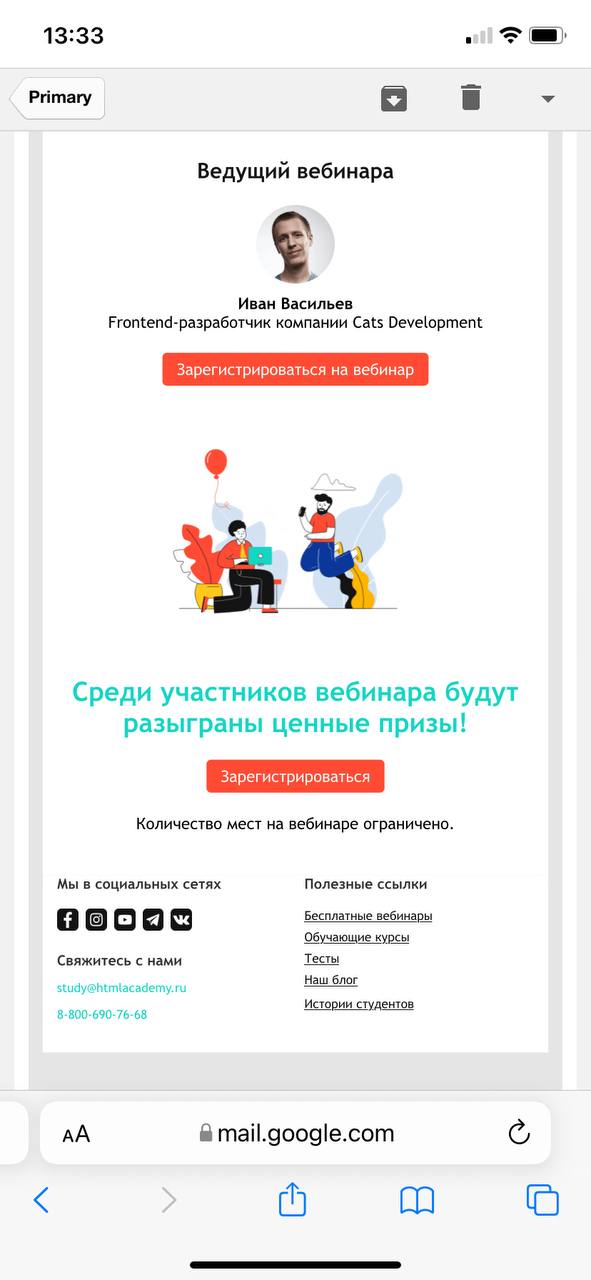 13:33
Primary
Ведущий вебинара
Иван Васильев
Frontend-разработчик компании Cats Development
Зарегистрироваться на вебинар
Среди участников вебинара будут
разыграны ценные призы!
Зарегистрироваться
Количество мест на вебинаре ограничено.
Мы в социальных сетях
Свяжитесь с нами
study@htmlacademy.ru
8-800-690-76-68
Полезные ссылки
Бесплатные вебинары
Обучающие курсы
Тесты
Наш блог
Истории студентов
AA
mail.google.com